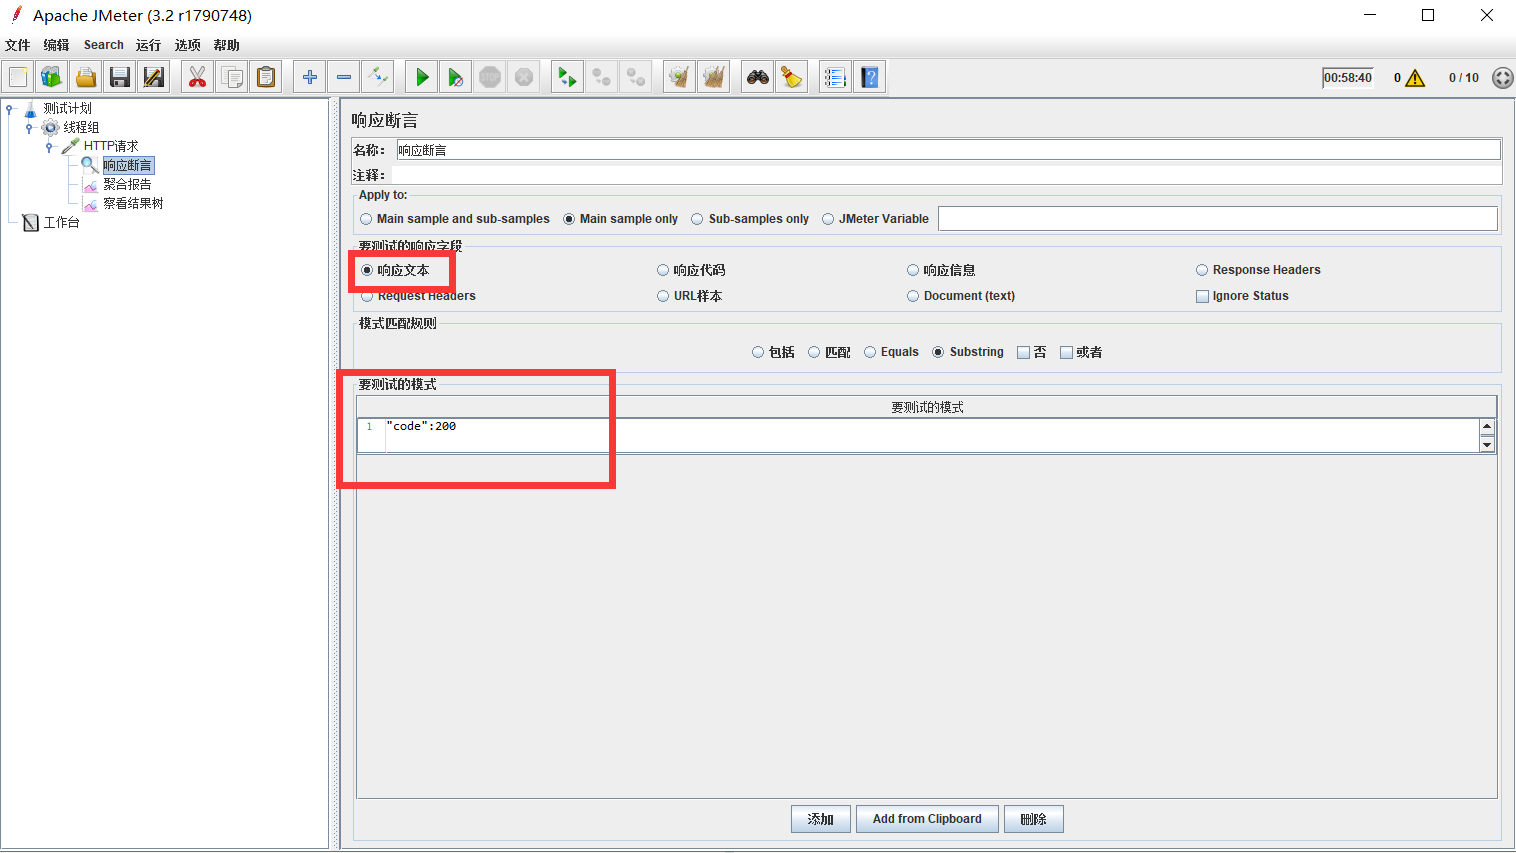 Apache JMeter (3.2 r1790748)
文件 编辑 Search 运行 选项 帮助
STOP
00:58:40 0 0 / 10
测试计划
线程组
HTTP请求
响应断言
聚合报告
察看结果树
工作台
响应断言
名称： 响应断言
注释：
Apply to:
Main sample and sub-samples Main sample only Sub-samples only JMeter Variable
要测试的响应字段
响应文本 响应代码 响应信息 Response Headers
Request Headers URL样本 Document (text) Ignore Status
模式匹配规则
包括 匹配 Equals Substring 否 或者
要测试的模式
要测试的模式
1 "code":200
添加 Add from Clipboard 删除